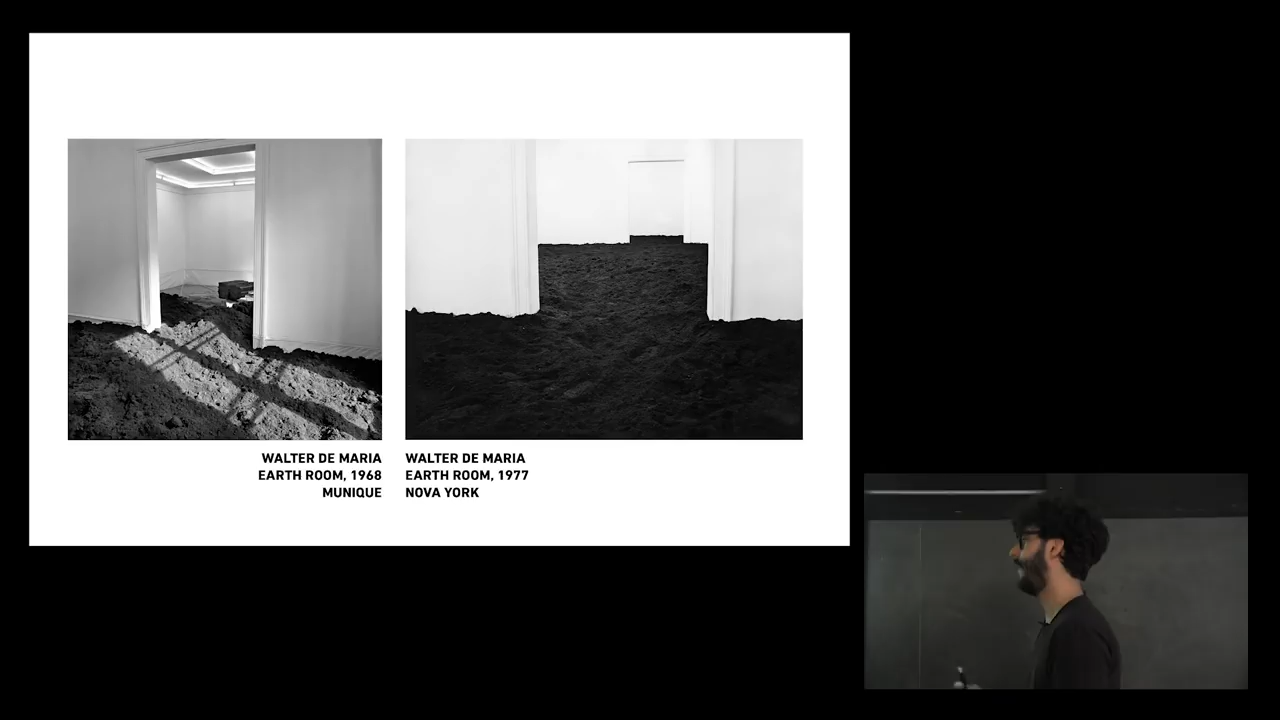 WALTER DE MARIA
EARTH ROOM, 1968
MUNIQUE
WALTER DE MARIA
EARTH ROOM, 1977
NOVA YORK